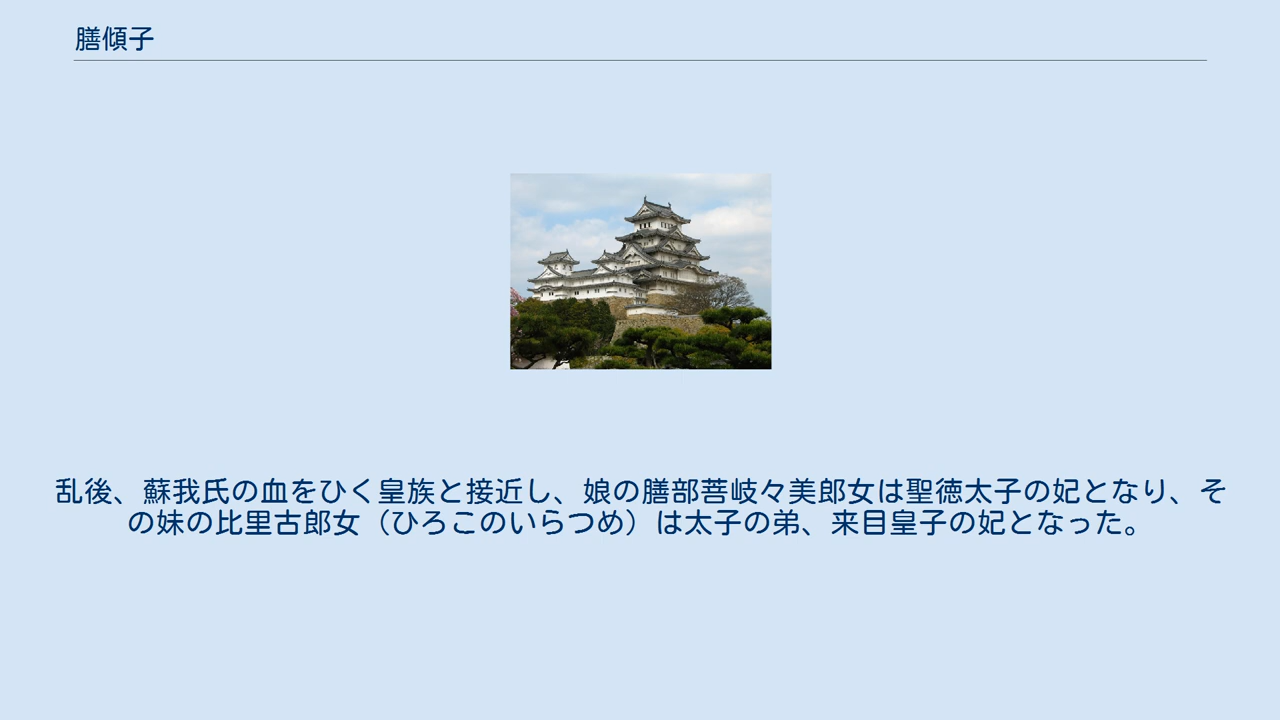 膳傾子
乱後、蘇我氏の血をひく皇族と接近し、娘の膳部菩岐々美郎女は聖徳太子の妃となり、そ
の妹の比里古郎女（ひろこのいらつめ）は太子の弟、来目皇子の妃となった。